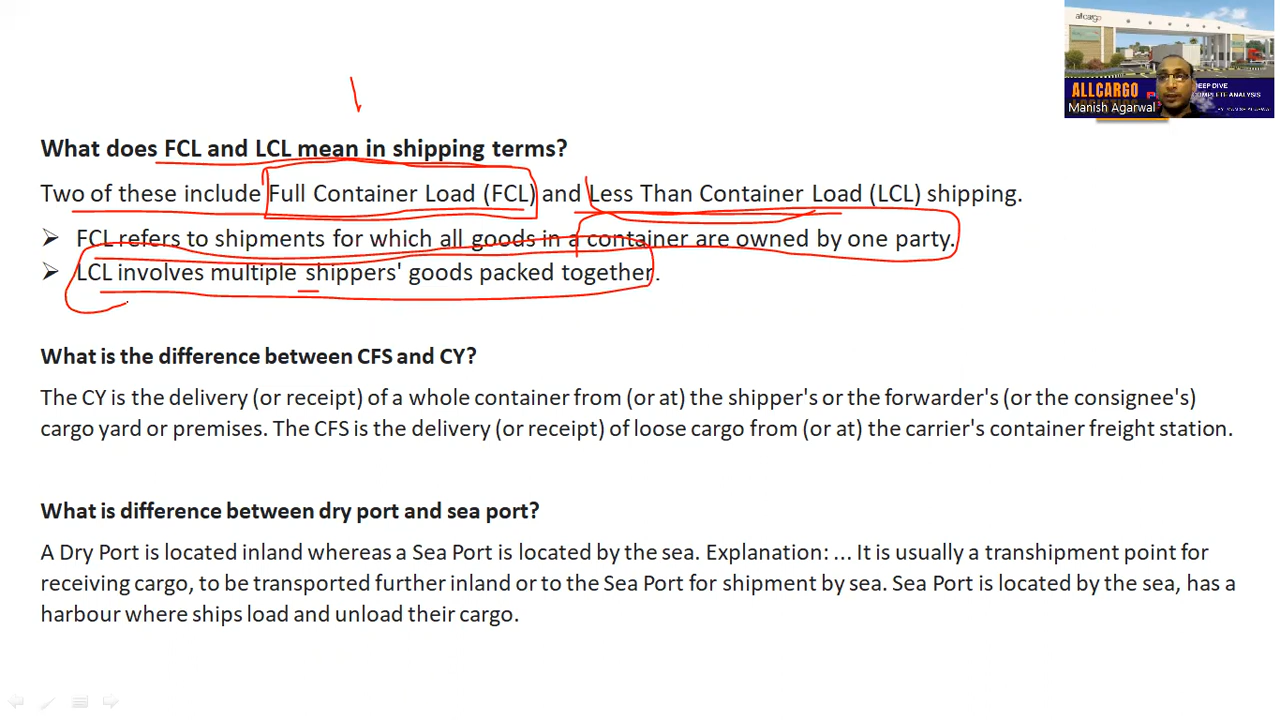 allcargo
ALLCARGO
DEEP DIVE
COMPLETE ANALYSIS
Manish Agarwal
What does FCL and LCL mean in shipping terms?
Two of these include Full Container Load (FCL) and Less Than Container Load (LCL) shipping.
➢ FCL refers to shipments for which all goods in a container are owned by one party.
➢ LCL involves multiple shippers' goods packed together.
What is the difference between CFS and CY?
The CY is the delivery (or receipt) of a whole container from (or at) the shipper's or the forwarder's (or the consignee's)
cargo yard or premises. The CFS is the delivery (or receipt) of loose cargo from (or at) the carrier's container freight station.
What is difference between dry port and sea port?
A Dry Port is located inland whereas a Sea Port is located by the sea. Explanation: ... It is usually a transhipment point for
receiving cargo, to be transported further inland or to the Sea Port for shipment by sea. Sea Port is located by the sea, has a
harbour where ships load and unload their cargo.